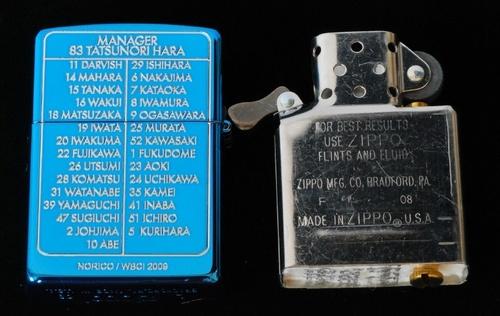 MANAGER
83 TATSUNORI HARA
11 DARVISH 29 ISHIHARA
14 MAHARA 6 NAKAJIMA
15 TANAKA 7 KATAOKA
16 WAKUI 8 IWAMURA
18 MATSUZAKA 9 OGASAWARA
19 IWATA 25 MURATA
20 IWAKUMA 52 KAWASAKI
22 FUJIKAWA 1 FUKUDOME
26 UTSUMI 23 AOKI
28 KOMATSU 24 UCHIKAWA
31 WATANABE 35 KAMEI
39 YAMAGUCHI 41 INABA
47 SUGIUCHI 51 ICHIRO
2 JOHJIMA 5 KURIHARA
10 ABE
NORICO / WBCI 2009
FOR BEST RESULTS
USE ZIPPO
FLINTS AND FLUID
ZIPPO MFG. CO. BRADFORD, PA.
F 08
MADE IN ZIPPO® U.S.A.